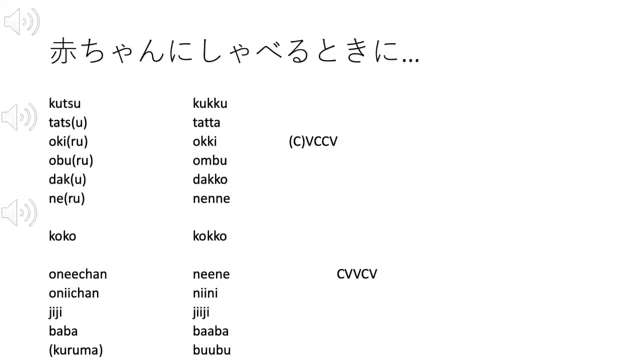 赤ちゃんにしゃべるときに...
kutsu kukku
tats(u) tatta
oki(ru) okki (C)VCCV
obu(ru) ombu
dak(u) dakko
ne(ru) nenne
koko kokko
oneechan neene CVVCV
oniichan niini
jiji jiiji
baba baaba
(kuruma) buubu